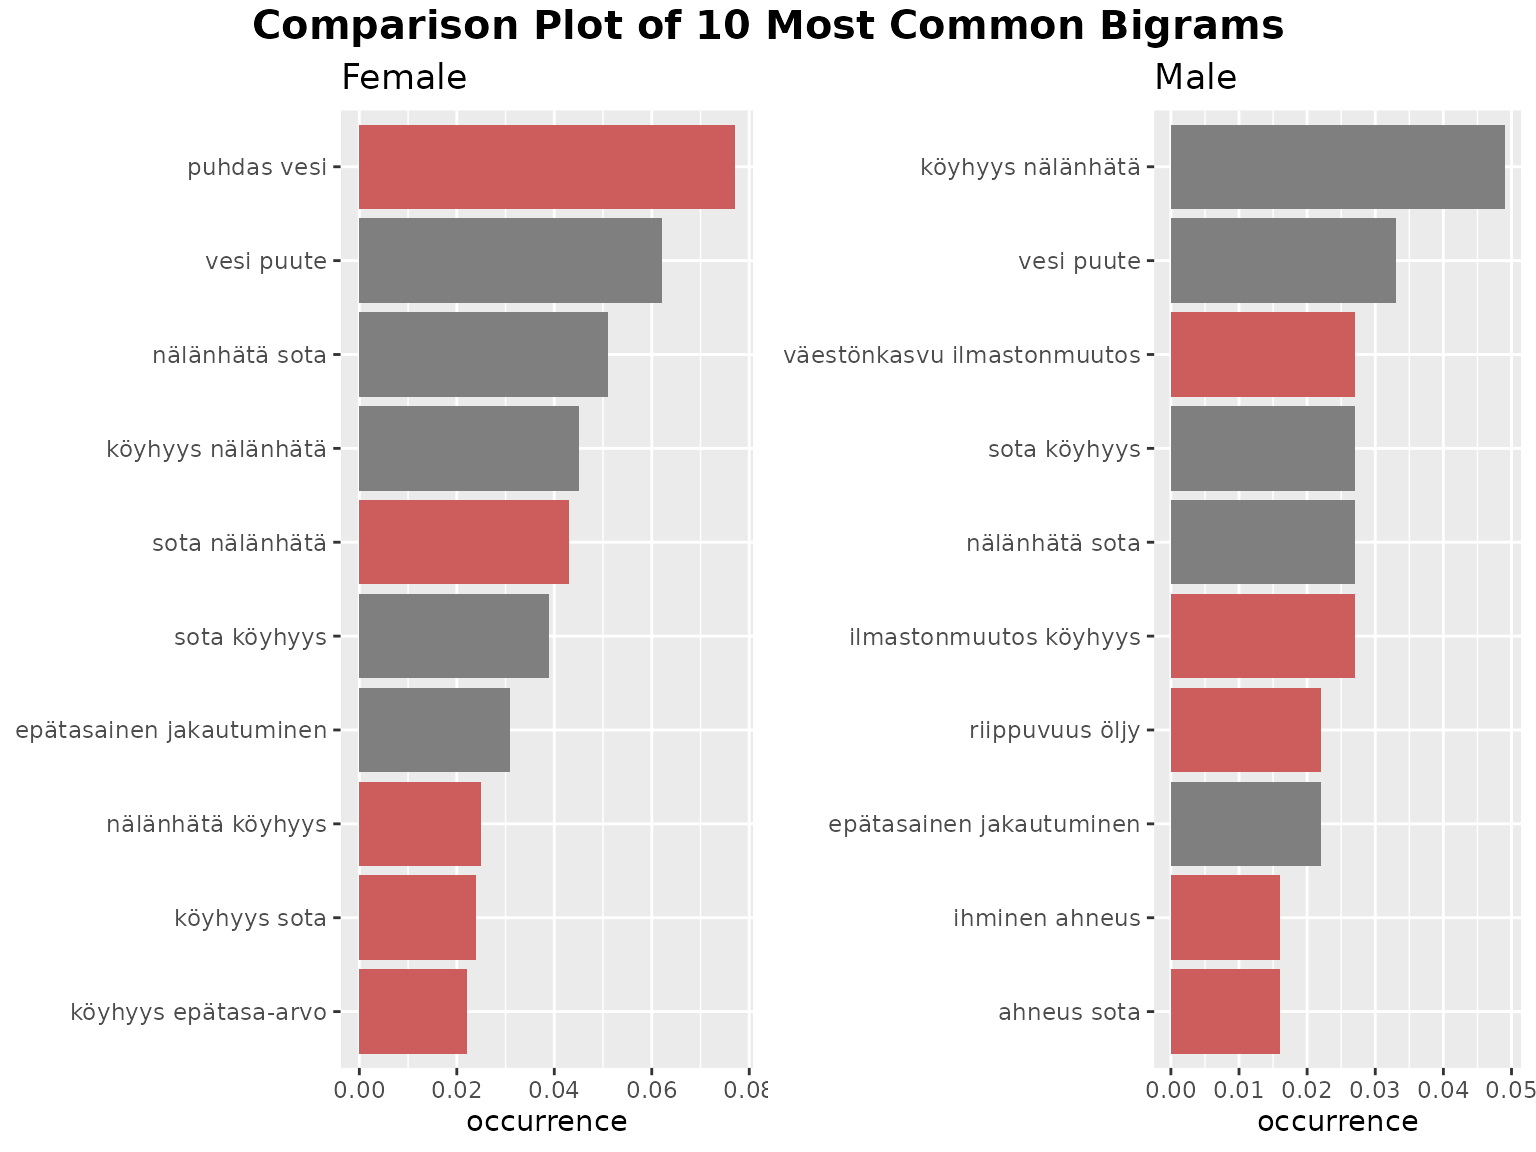 Comparison Plot of 10 Most Common Bigrams
Female
puhdas vesi
vesi puute
nälänhätä sota
köyhyys nälänhätä
sota nälänhätä
sota köyhyys
epätasainen jakautuminen
nälänhätä köyhyys
köyhyys sota
köyhyys epätasa-arvo
0.00 0.02 0.04 0.06 0.08
occurrence
Male
köyhyys nälänhätä
vesi puute
väestönkasvu ilmastonmuutos
sota köyhyys
nälänhätä sota
ilmastonmuutos köyhyys
riippuvuus öljy
epätasainen jakautuminen
ihminen ahneus
ahneus sota
0.00 0.01 0.02 0.03 0.04 0.05
occurrence